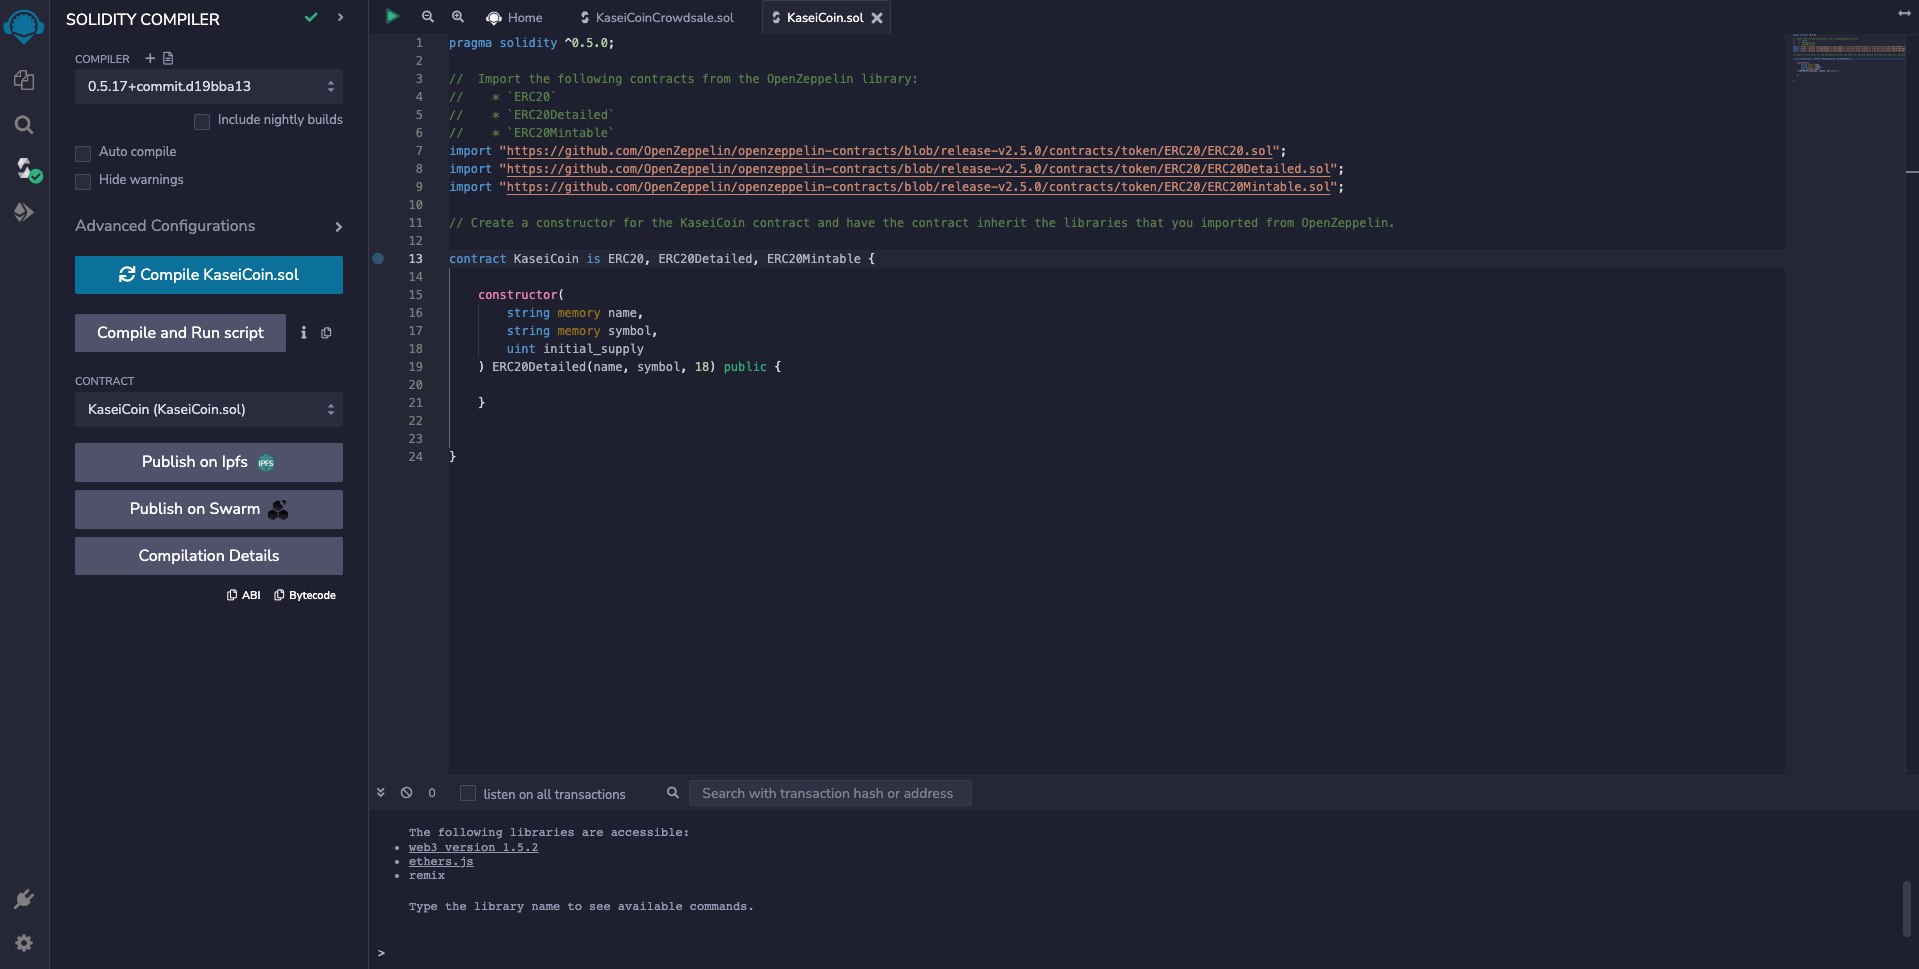 SOLIDITY COMPILER
COMPILER
0.5.17+commit.d19bba13
Include nightly builds
Auto compile
Hide warnings
Advanced Configurations
Compile KaseiCoin.sol
Compile and Run script
CONTRACT
KaseiCoin (KaseiCoin.sol)
Publish on Ipfs IPFS
Publish on Swarm
Compilation Details
ABI Bytecode
Home KaseiCoinCrowdsale.sol KaseiCoin.sol
1 pragma solidity ^0.5.0;
2
3 //  Import the following contracts from the OpenZeppelin library:
4 //    * `ERC20`
5 //    * `ERC20Detailed`
6 //    * `ERC20Mintable`
7 import "https://github.com/OpenZeppelin/openzeppelin-contracts/blob/release-v2.5.0/contracts/token/ERC20/ERC20.sol";
8 import "https://github.com/OpenZeppelin/openzeppelin-contracts/blob/release-v2.5.0/contracts/token/ERC20/ERC20Detailed.sol";
9 import "https://github.com/OpenZeppelin/openzeppelin-contracts/blob/release-v2.5.0/contracts/token/ERC20/ERC20Mintable.sol";
10
11 // Create a constructor for the KaseiCoin contract and have the contract inherit the libraries that you imported from OpenZeppelin.
12
13 contract KaseiCoin is ERC20, ERC20Detailed, ERC20Mintable {
14
15     constructor(
16         string memory name,
17         string memory symbol,
18         uint initial_supply
19     ) ERC20Detailed(name, symbol, 18) public {
20
21     }
22
23
24 }
0 listen on all transactions Search with transaction hash or address
The following libraries are accessible:
• web3 version 1.5.2
• ethers.js
• remix
Type the library name to see available commands.
>